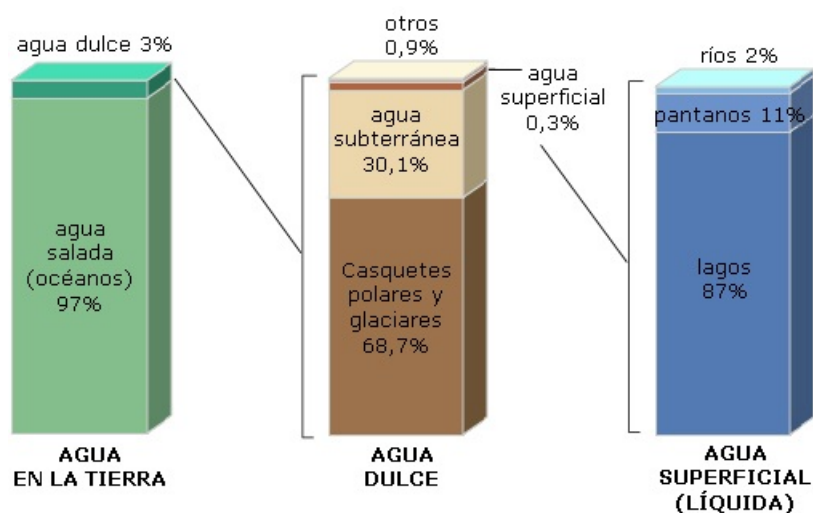 agua dulce 3%
agua
salada
(océanos)
97%
AGUA
EN LA TIERRA
otros
0,9%
agua
superficial
0,3%
agua
subterránea
30,1%
Casquetes
polares y
glaciares
68,7%
AGUA
DULCE
ríos 2%
pantanos 11%
lagos
87%
AGUA
SUPERFICIAL
(LÍQUIDA)